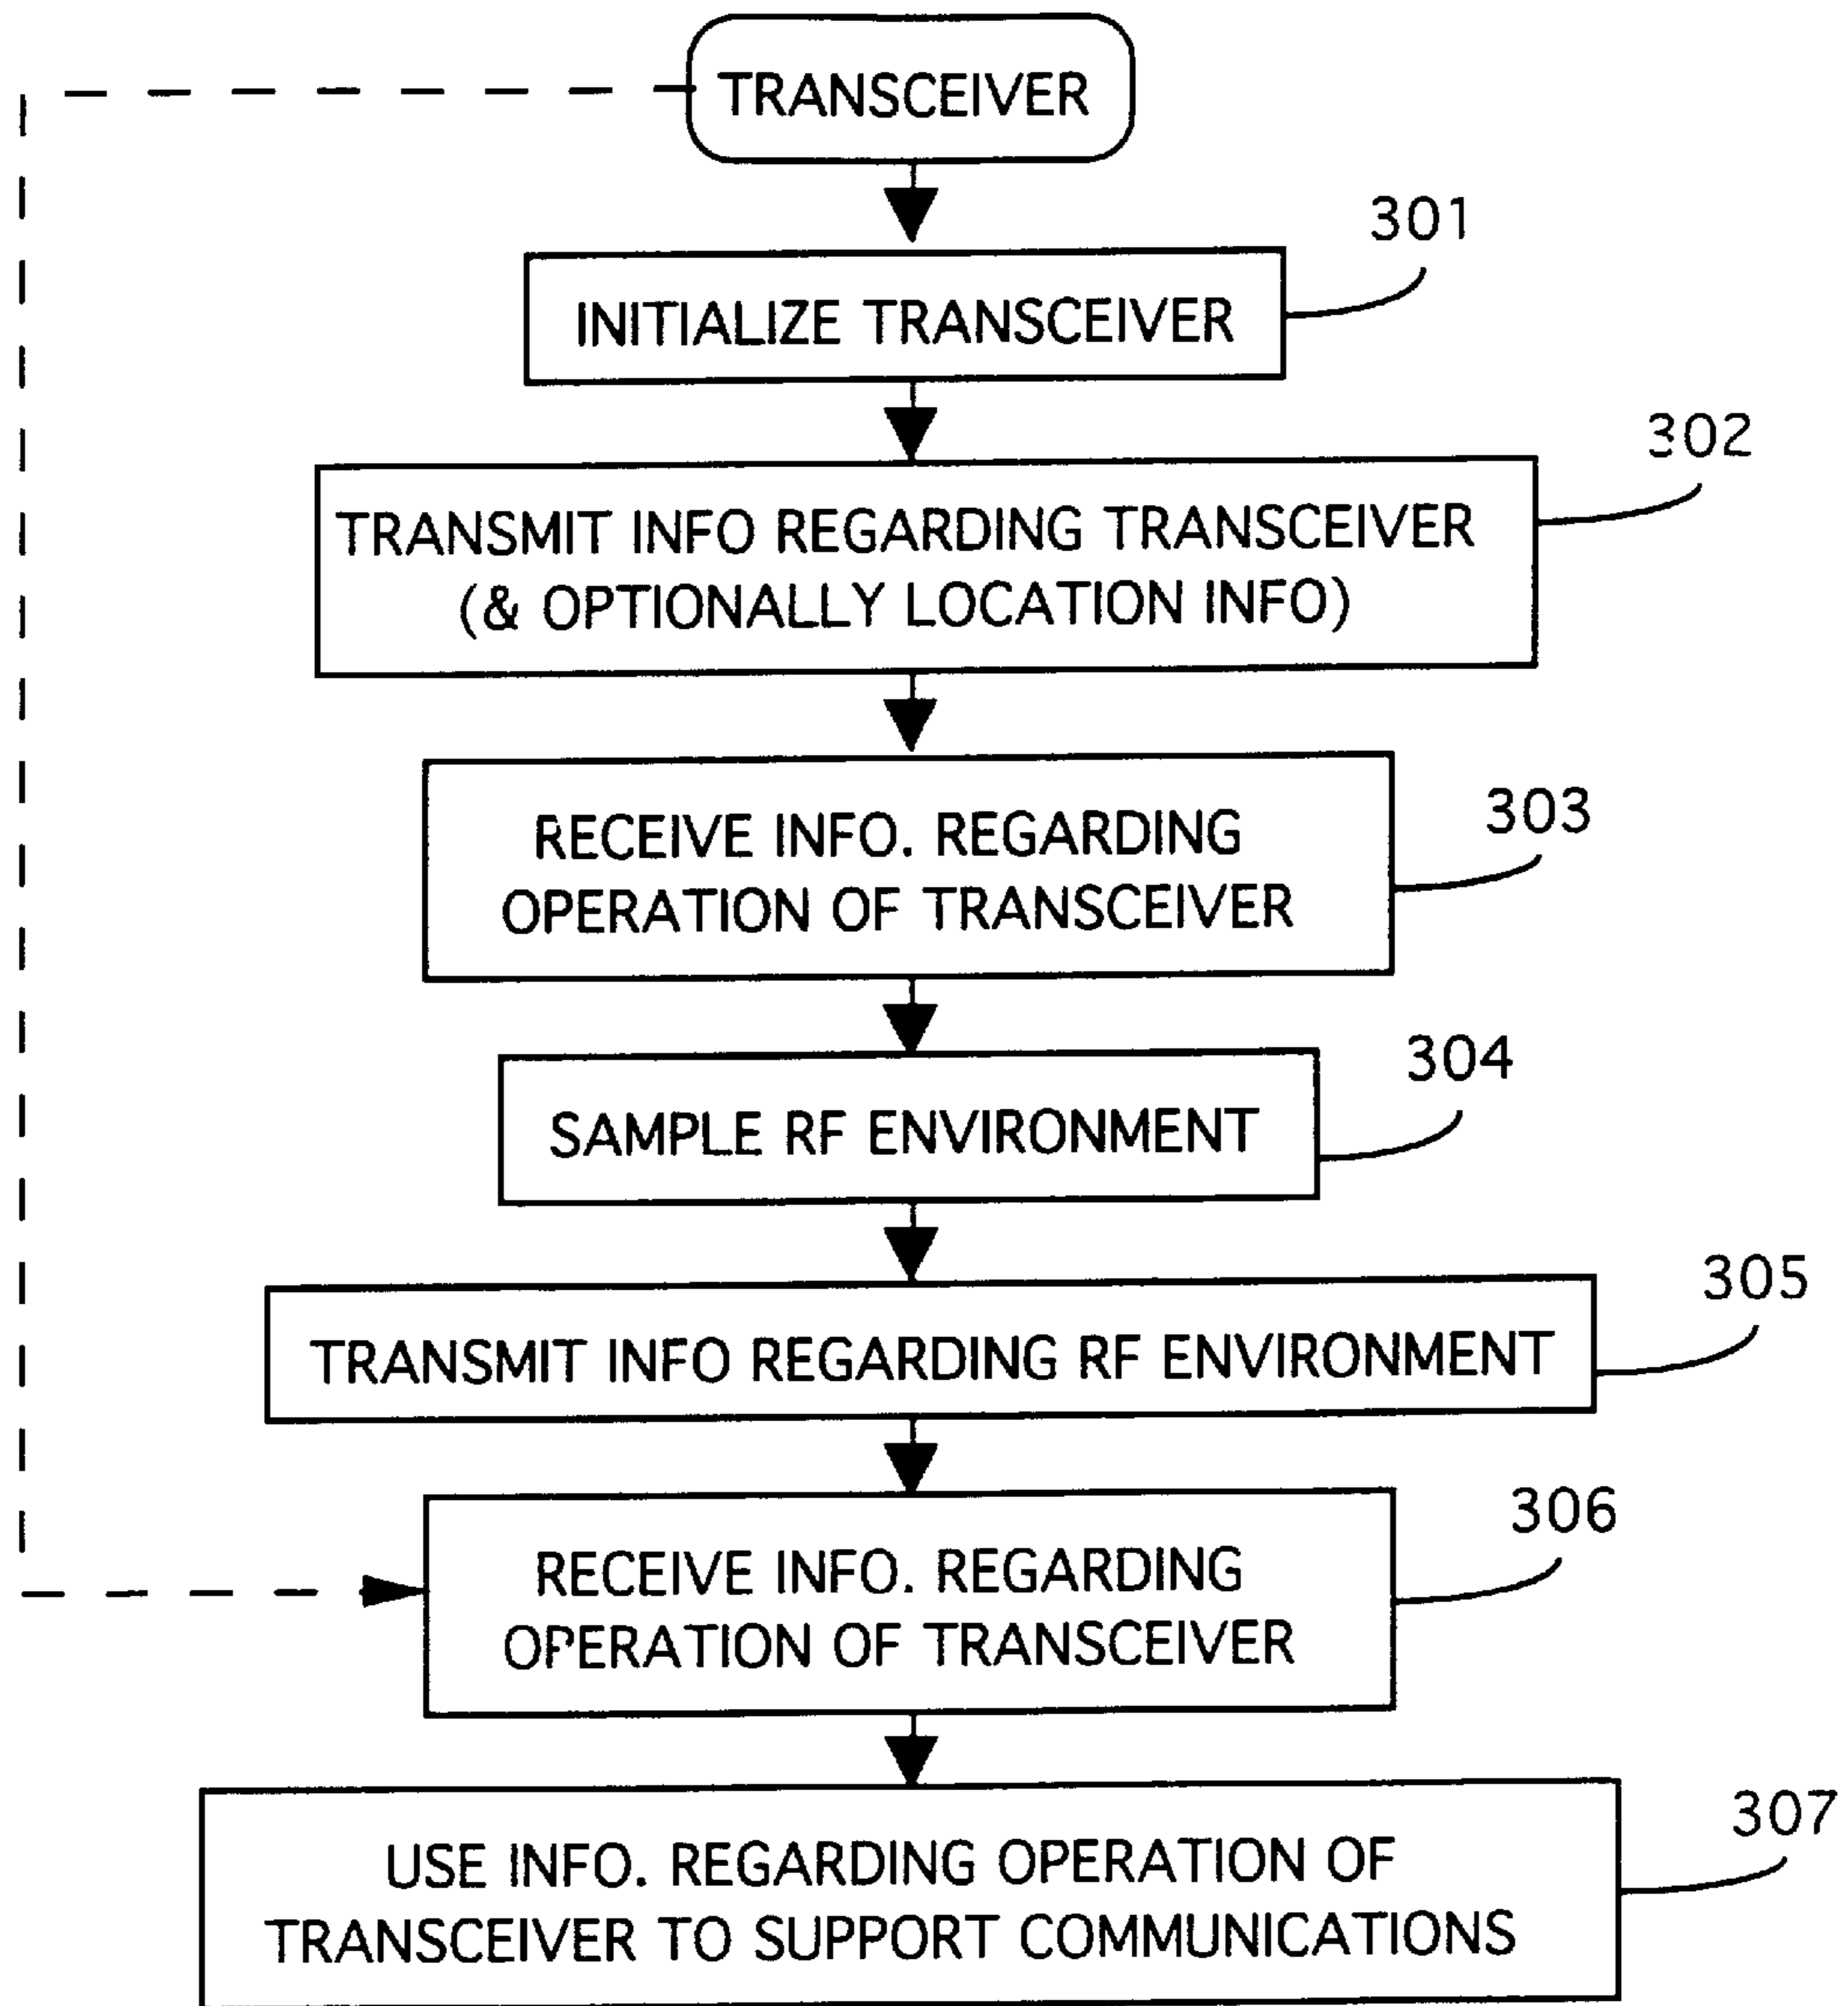 TRANSCEIVER
301
INITIALIZE TRANSCEIVER
302
TRANSMIT INFO REGARDING TRANSCEIVER
(& OPTIONALLY LOCATION INFO)
303
RECEIVE INFO. REGARDING
OPERATION OF TRANSCEIVER
304
SAMPLE RF ENVIRONMENT
305
TRANSMIT INFO REGARDING RF ENVIRONMENT
306
RECEIVE INFO. REGARDING
OPERATION OF TRANSCEIVER
307
USE INFO. REGARDING OPERATION OF
TRANSCEIVER TO SUPPORT COMMUNICATIONS